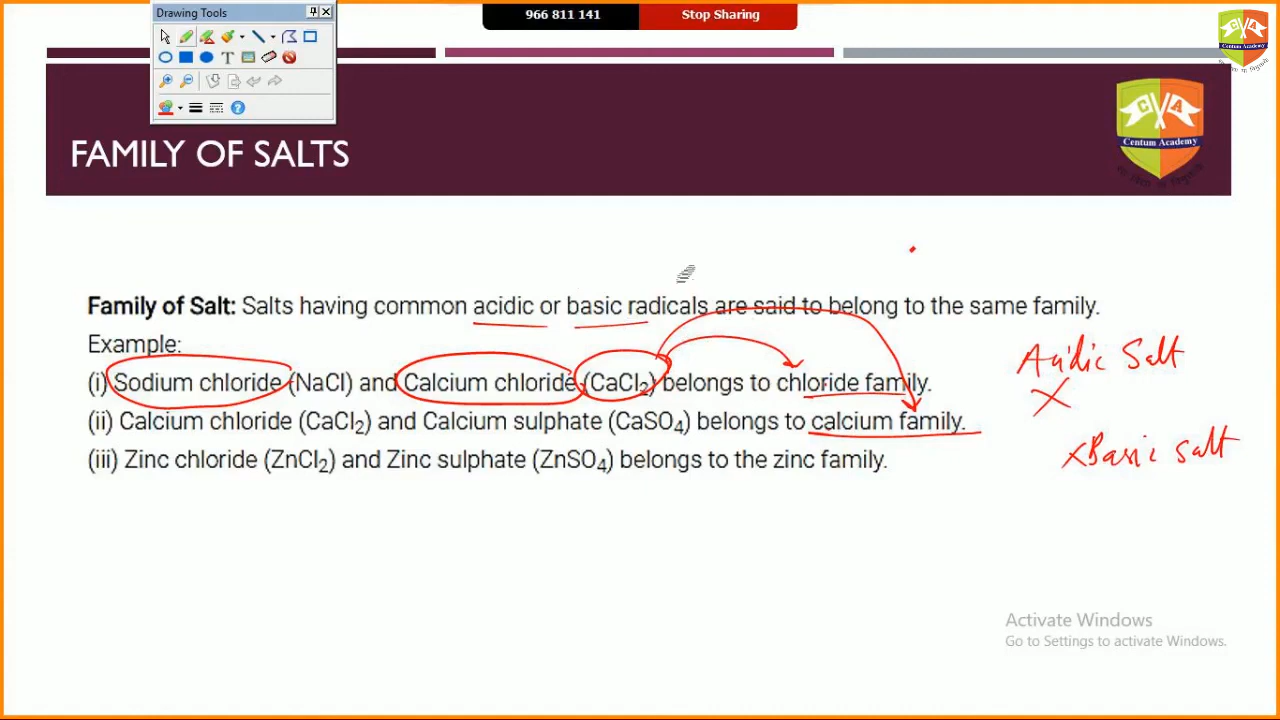 Drawing Tools
966 811 141
Stop Sharing
CA
Centum Academy
FAMILY OF SALTS
C A
Centum Academy
Family of Salt: Salts having common acidic or basic radicals are said to belong to the same family.
Example:
(i) Sodium chloride (NaCl) and Calcium chloride (CaCl₂) belongs to chloride family.
(ii) Calcium chloride (CaCl₂) and Calcium sulphate (CaSO₄) belongs to calcium family.
(iii) Zinc chloride (ZnCl₂) and Zinc sulphate (ZnSO₄) belongs to the zinc family.
Acidic Salt
Basic Salt
Activate Windows
Go to Settings to activate Windows.